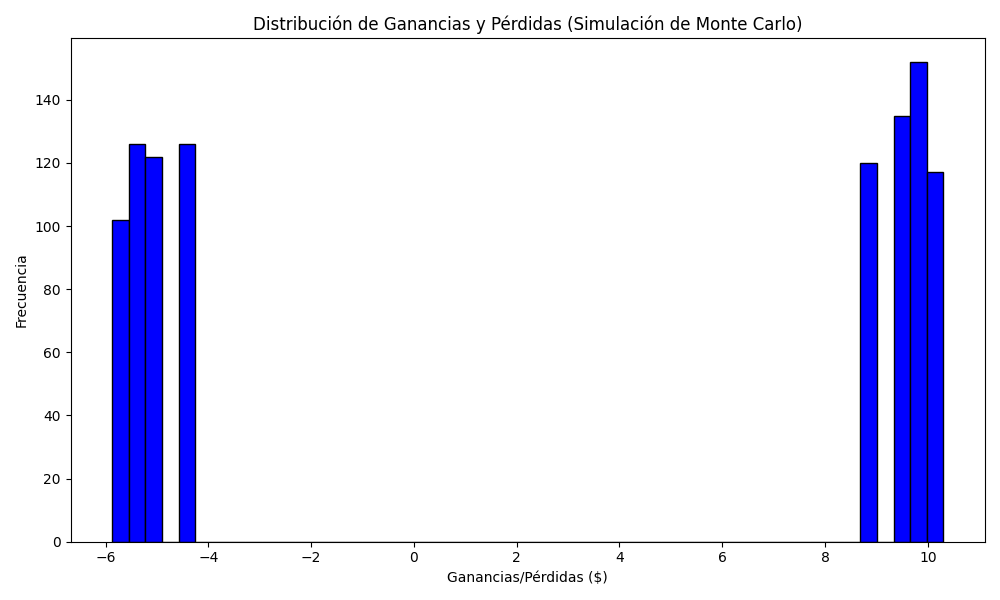 Distribución de Ganancias y Pérdidas (Simulación de Monte Carlo)
140
120
100
80
60
40
20
0
Frecuencia
−6 −4 −2 0 2 4 6 8 10
Ganancias/Pérdidas ($)